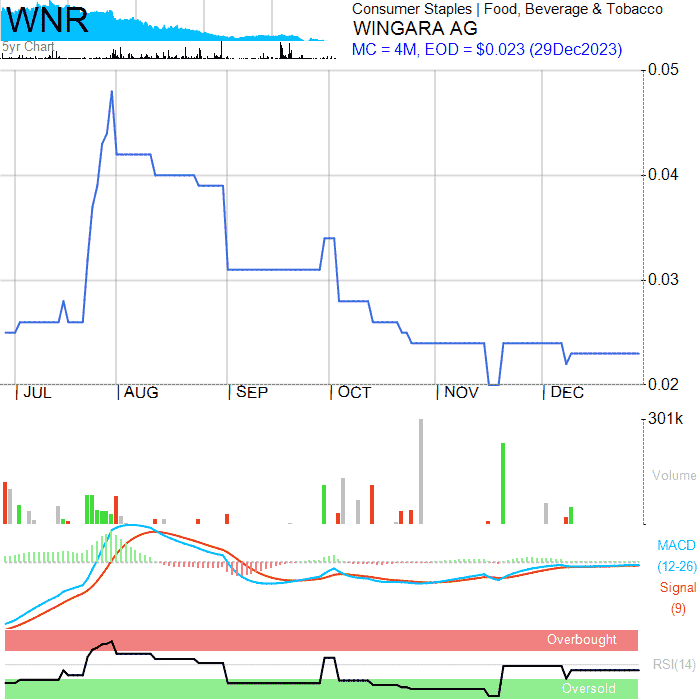 WNR
5yr Chart
Consumer Staples | Food, Beverage & Tobacco
WINGARA AG
MC = 4M, EOD = $0.023 (29Dec2023)
0.05
0.04
0.03
0.02
JUL AUG SEP OCT NOV DEC
301k
Volume
MACD
(12-26)
Signal
(9)
Overbought
RSI(14)
Oversold